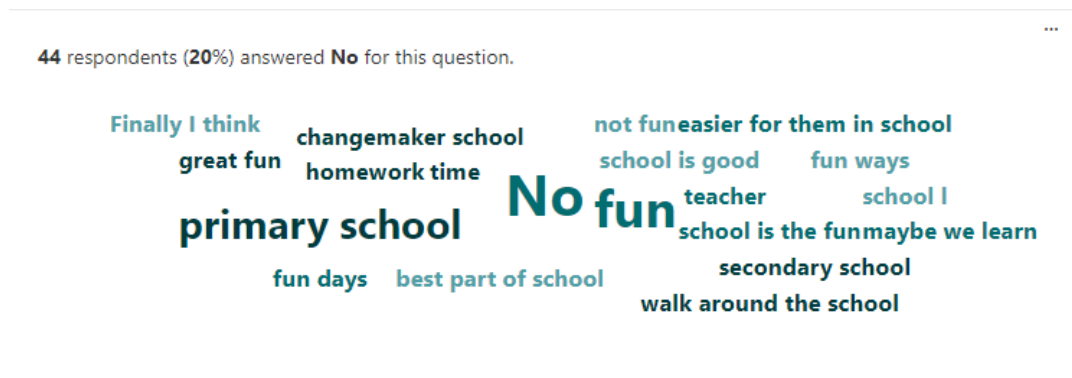 ...
44 respondents (20%) answered No for this question.
Finally I think
changemaker school
great fun
homework time
primary school
fun days
best part of school
No
fun
not fun
easier for them in school
school is good
fun ways
teacher
school l
school is the fun
maybe we learn
secondary school
walk around the school